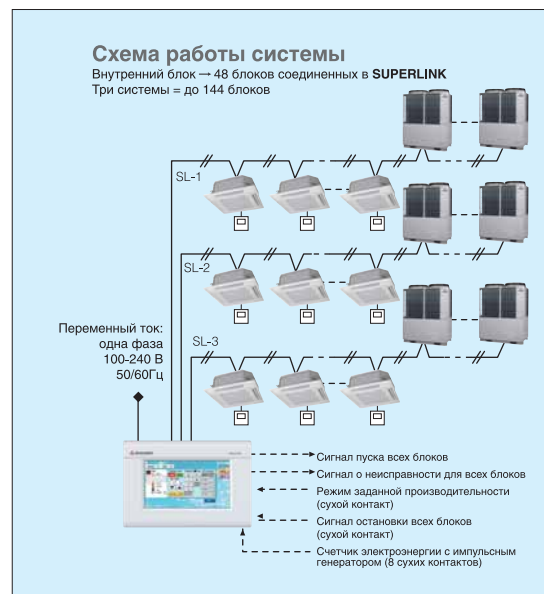 Схема работы системы
Внутренний блок → 48 блоков соединенных в SUPERLINK
Три системы = до 144 блоков
SL-1
SL-2
SL-3
Переменный ток:
одна фаза
100-240 В
50/60Гц
Сигнал пуска всех блоков
Сигнал о неисправности для всех блоков
Режим заданной производительности
(сухой контакт)
Сигнал остановки всех блоков
(сухой контакт)
Счетчик электроэнергии с импульсным
генератором (8 сухих контактов)